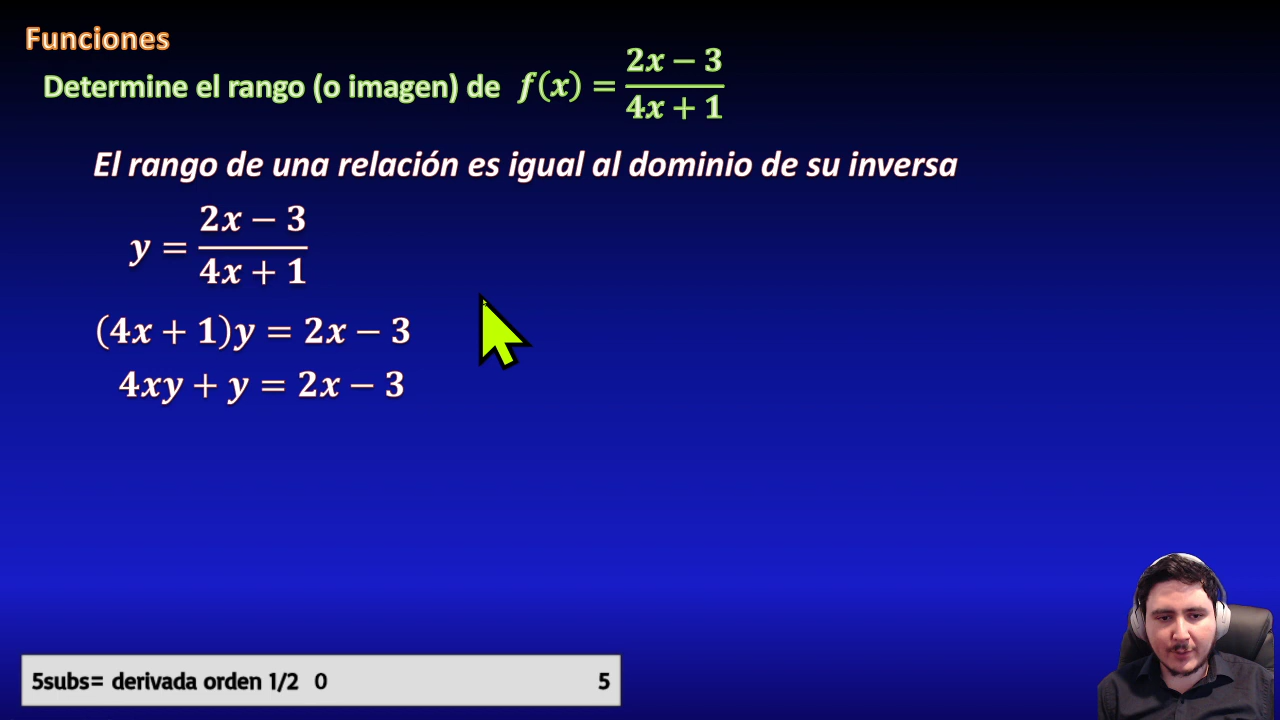 Funciones
Determine el rango (o imagen) de f(x) = (2x − 3)/(4x + 1)
El rango de una relación es igual al dominio de su inversa
y = (2x − 3)/(4x + 1)
(4x + 1)y = 2x − 3
4xy + y = 2x − 3
5subs= derivada orden 1/2 0 5